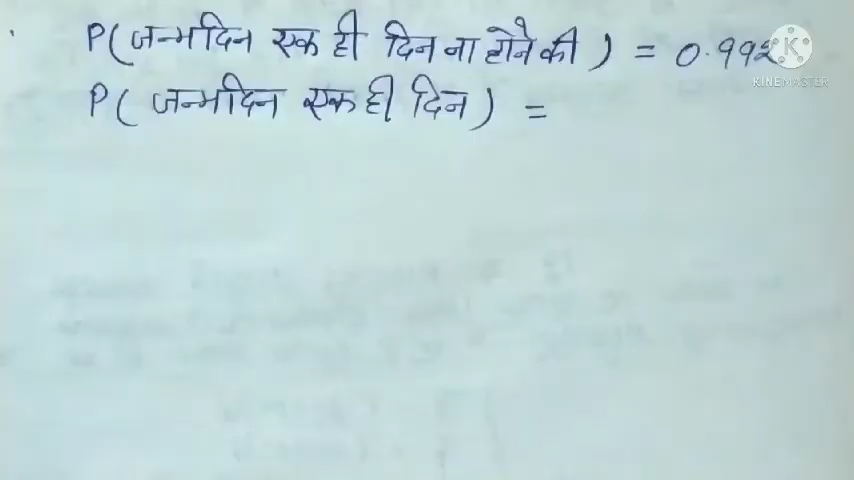 P( जन्मदिन एक ही दिन ना होने की ) = 0.992
P( जन्मदिन एक ही दिन ) =
KINEMASTER